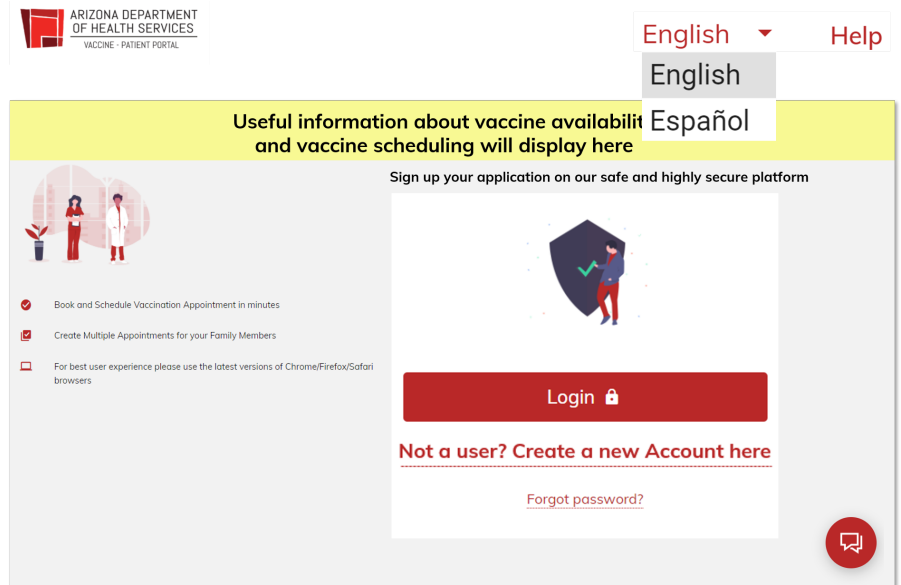 ARIZONA DEPARTMENT
OF HEALTH SERVICES
VACCINE - PATIENT PORTAL
English
Help
English
Español
Useful information about vaccine availabilit
and vaccine scheduling will display here
Sign up your application on our safe and highly secure platform
Book and Schedule Vaccination Appointment in minutes
Create Multiple Appointments for your Family Members
For best user experience please use the latest versions of Chrome/Firefox/Safari
browsers
Login
Not a user? Create a new Account here
Forgot password?